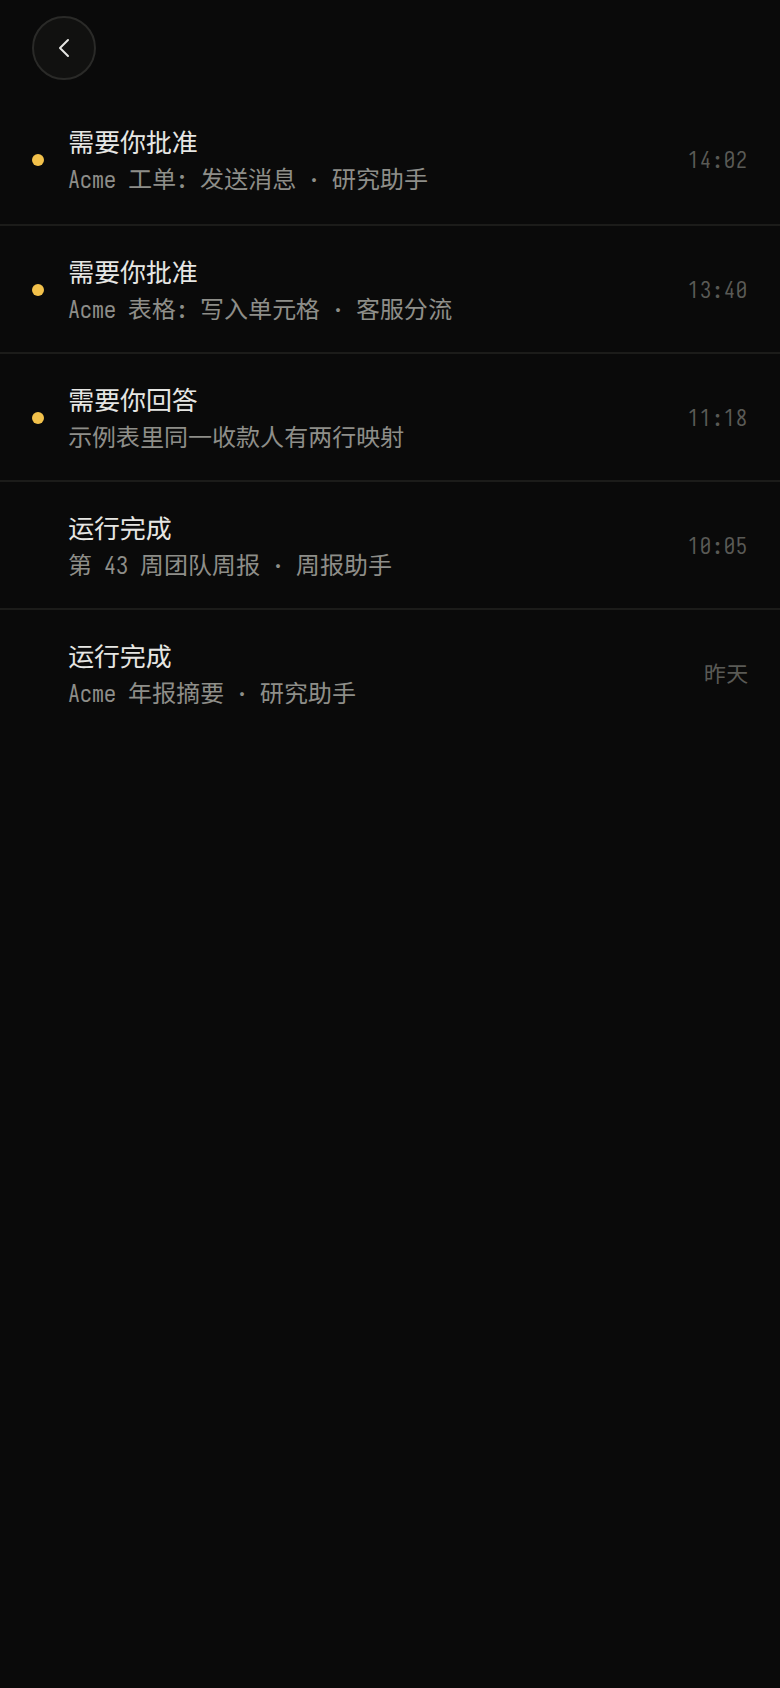 需要你批准
Acme 工单: 发送消息 · 研究助手
14:02
需要你批准
Acme 表格: 写入单元格 · 客服分流
13:40
需要你回答
示例表里同一收款人有两行映射
11:18
运行完成
第 43 周团队周报 · 周报助手
10:05
运行完成
Acme 年报摘要 · 研究助手
昨天